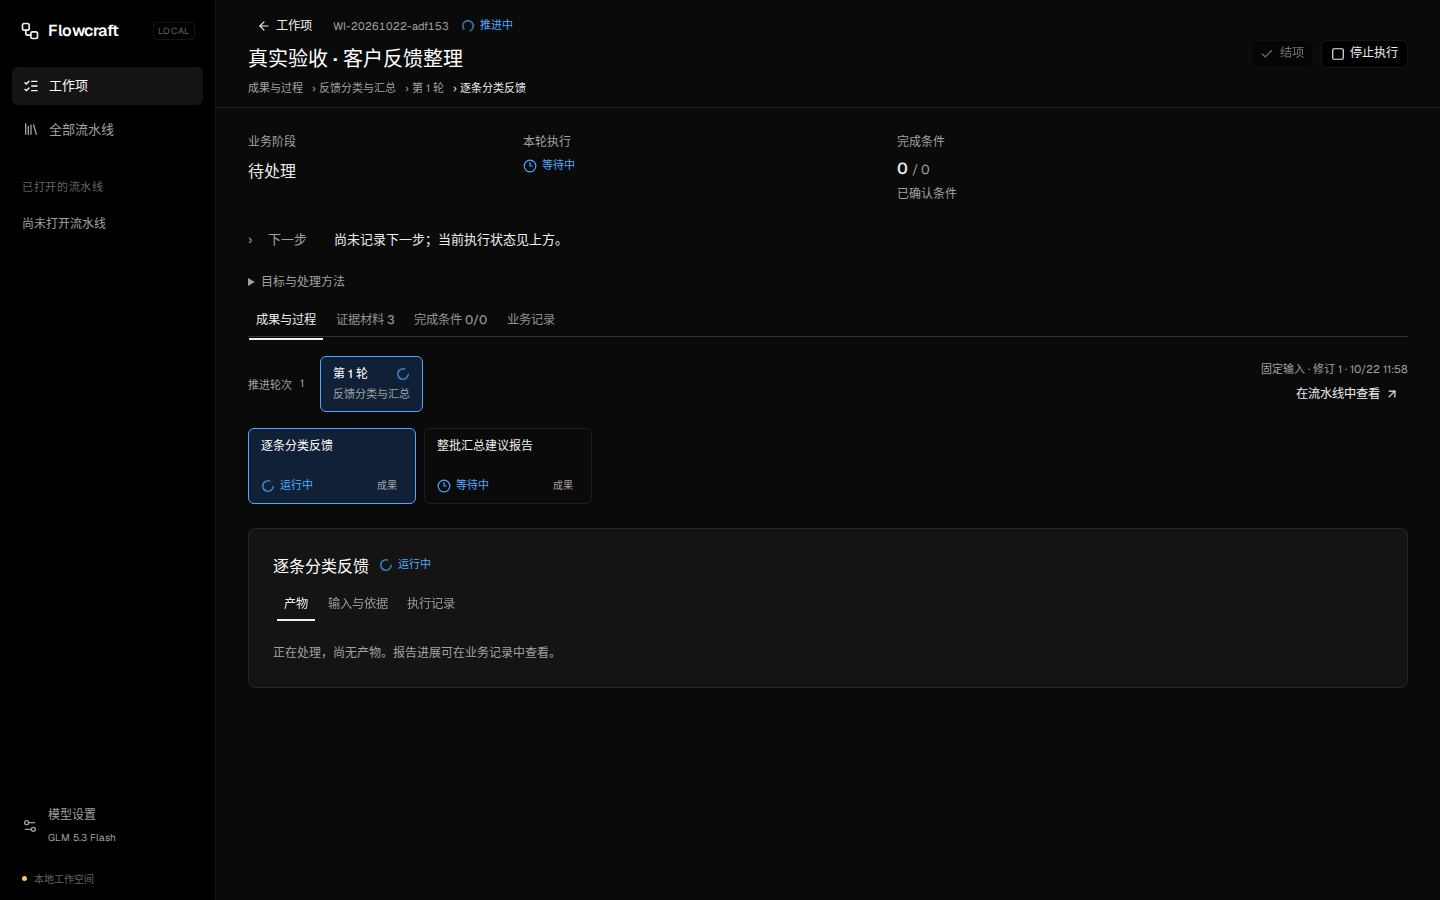 Flowcraft
LOCAL
工作项
全部流水线
已打开的流水线
尚未打开流水线
模型设置
GLM 5.3 Flash
本地工作空间
工作项 WI-20261022-adf153 推进中
真实验收 · 客户反馈整理
成果与过程 › 反馈分类与汇总 › 第 1 轮 › 逐条分类反馈
结项
停止执行
业务阶段
待处理
本轮执行
等待中
完成条件
0 / 0
已确认条件
› 下一步 尚未记录下一步；当前执行状态见上方。
目标与处理方法
成果与过程 证据材料 3 完成条件 0/0 业务记录
推进轮次 1
第 1 轮
反馈分类与汇总
固定输入 · 修订 1 · 10/22 11:58
在流水线中查看
逐条分类反馈
运行中 成果
整批汇总建议报告
等待中 成果
逐条分类反馈 运行中
产物 输入与依据 执行记录
正在处理，尚无产物。报告进展可在业务记录中查看。